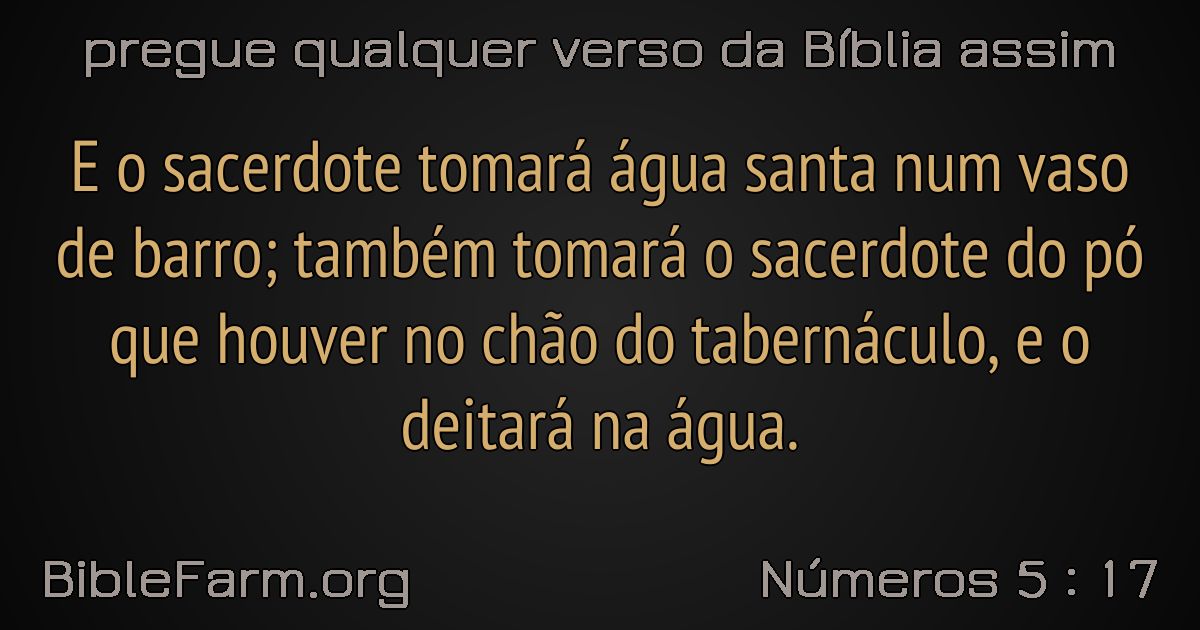 pregue qualquer verso da Bíblia assim
E o sacerdote tomará água santa num vaso
de barro; também tomará o sacerdote do pó
que houver no chão do tabernáculo, e o
deitará na água.
BibleFarm.org
Números 5 : 17